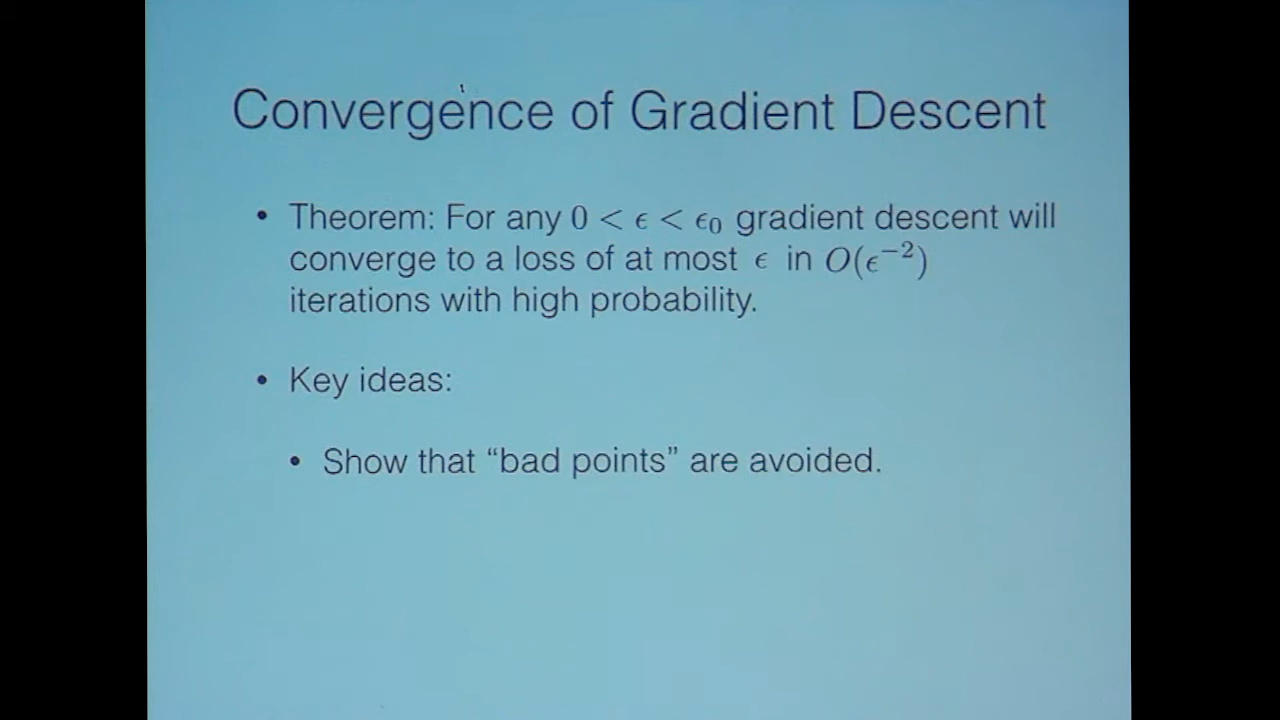 Convergence of Gradient Descent
• Theorem: For any 0 < ϵ < ϵ₀ gradient descent will
converge to a loss of at most ϵ in O(ϵ⁻²)
iterations with high probability.
• Key ideas:
• Show that “bad points” are avoided.